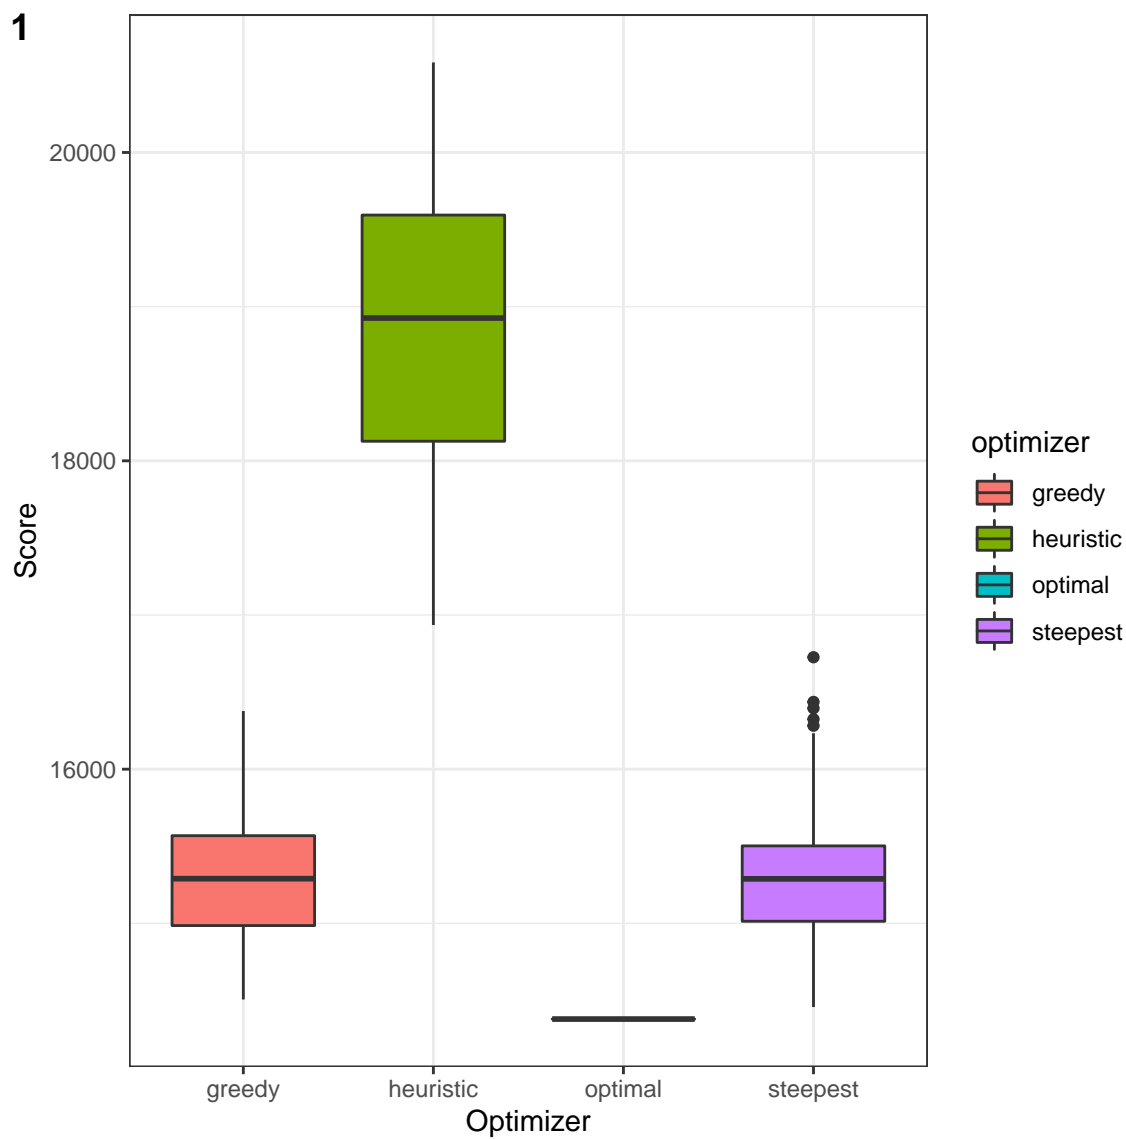 1
20000
18000
16000
Score
greedy
heuristic
optimal
steepest
Optimizer
optimizer
greedy
heuristic
optimal
steepest